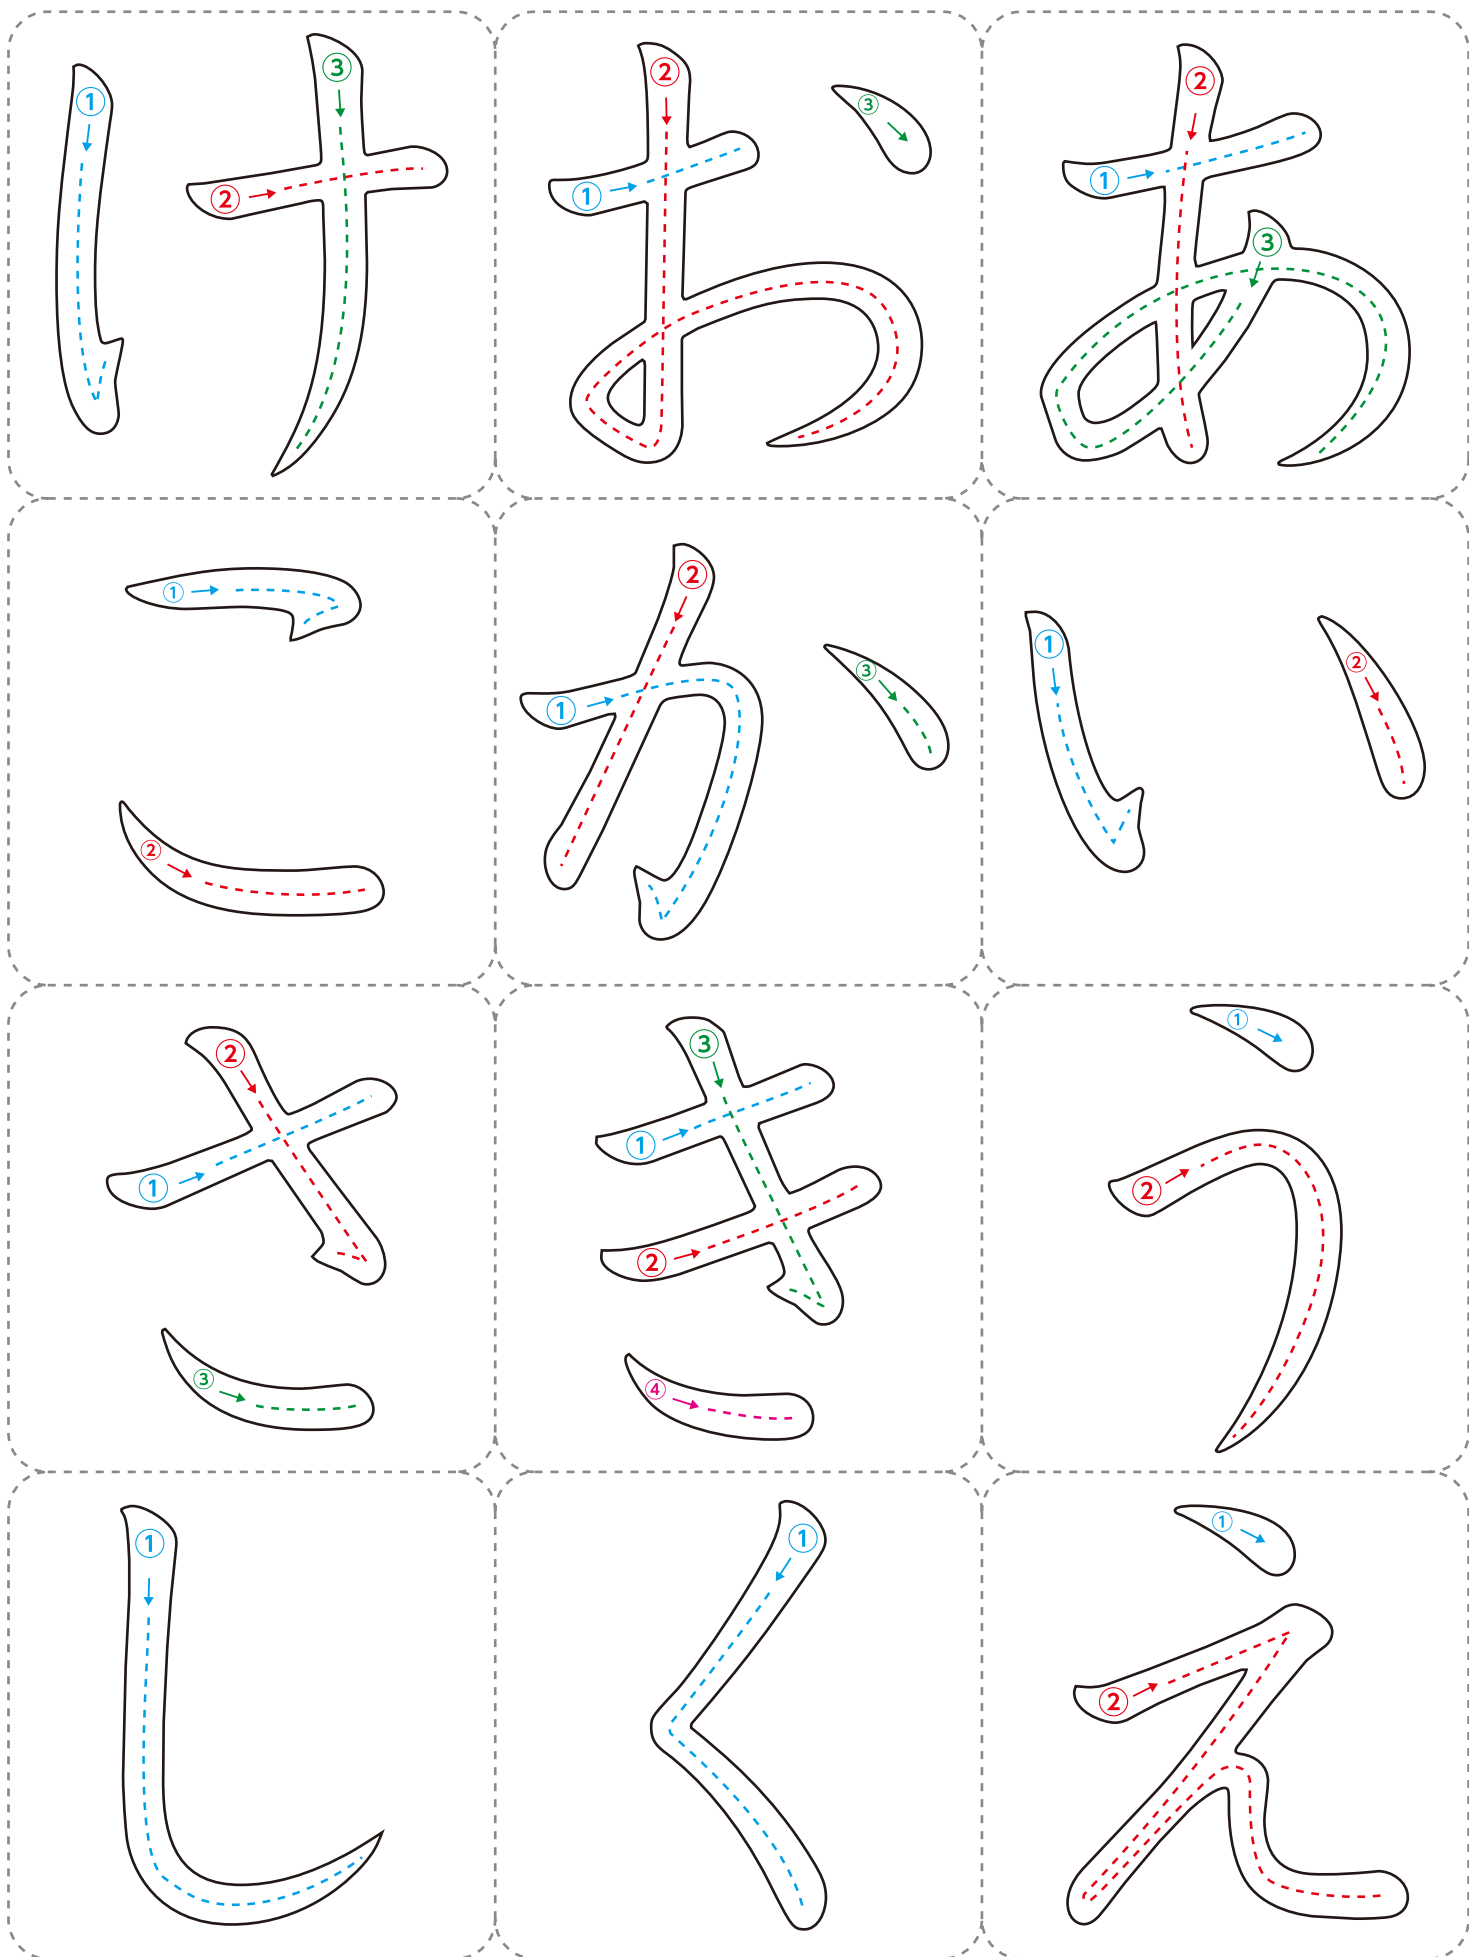 け お あ
こ か い
さ き う
し く え